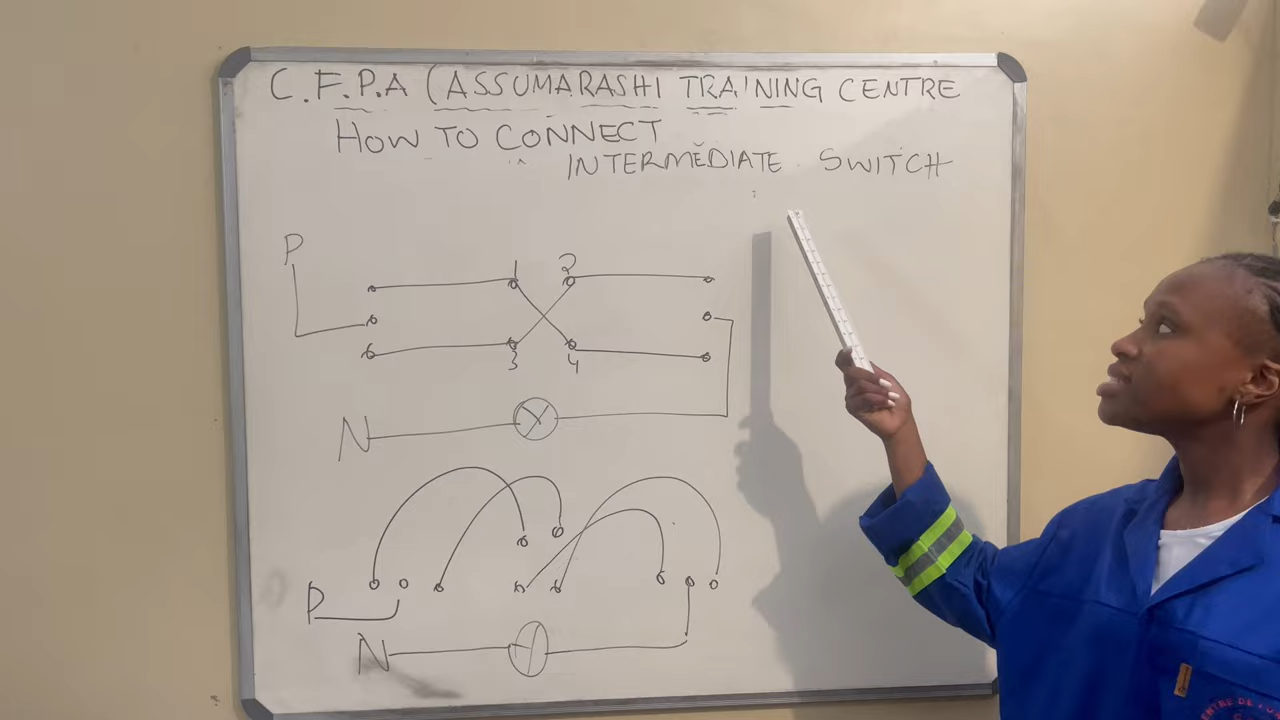 C.F.P.A (ASSUMARASHI TRAINING CENTRE
HOW TO CONNECT
INTERMEDIATE SWITCH
P
1 2
3 4
N
P
N